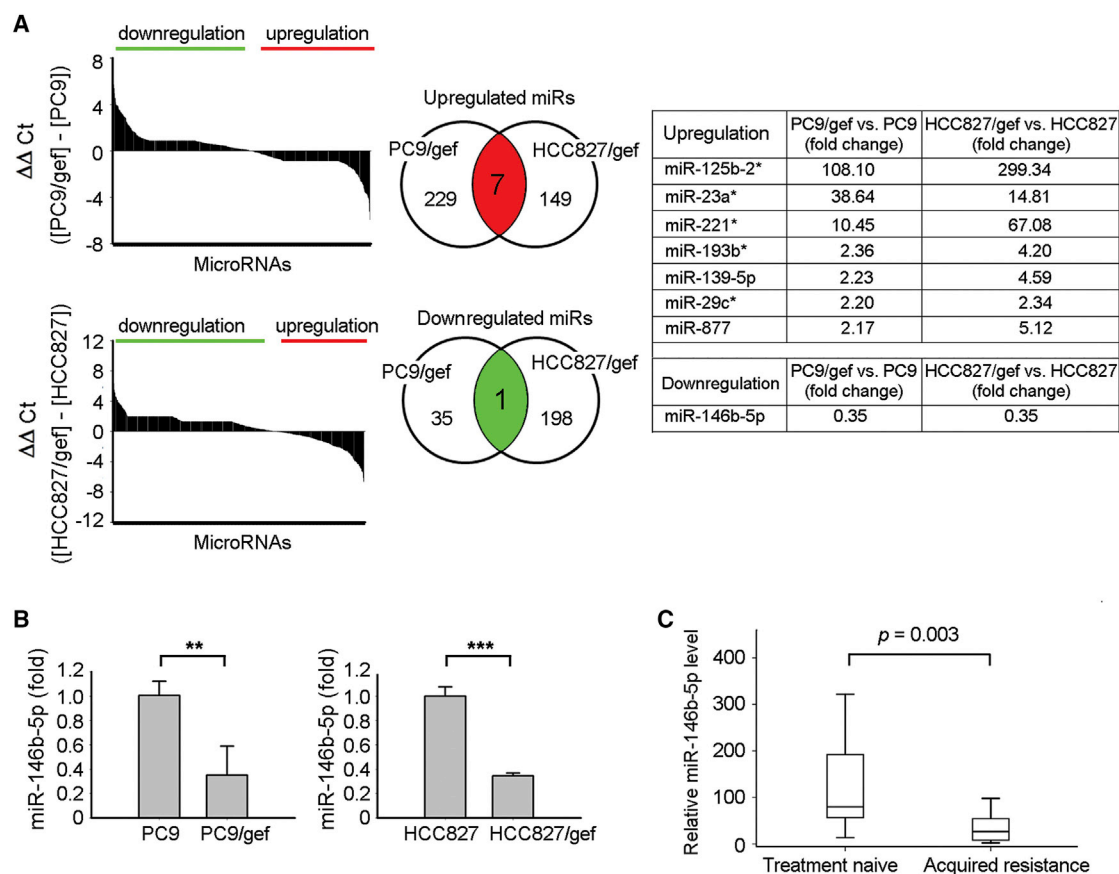 A
downregulation
upregulation
8
4
0
-4
-8
ΔΔ Ct
([PC9/gef] - [PC9])
MicroRNAs
Upregulated miRs
PC9/gef
HCC827/gef
229
7
149
downregulation
upregulation
12
8
4
0
-4
-8
-12
ΔΔ Ct
([HCC827/gef] - [HCC827])
MicroRNAs
Downregulated miRs
PC9/gef
HCC827/gef
35
1
198
Upregulation PC9/gef vs. PC9 (fold change) HCC827/gef vs. HCC827 (fold change)
miR-125b-2* 108.10 299.34
miR-23a* 38.64 14.81
miR-221* 10.45 67.08
miR-193b* 2.36 4.20
miR-139-5p 2.23 4.59
miR-29c* 2.20 2.34
miR-877 2.17 5.12
Downregulation PC9/gef vs. PC9 (fold change) HCC827/gef vs. HCC827 (fold change)
miR-146b-5p 0.35 0.35
B
miR-146b-5p (fold)
1.2
1.0
0.8
0.6
0.4
0.2
0
**
PC9 PC9/gef
miR-146b-5p (fold)
1.2
1.0
0.8
0.6
0.4
0.2
0
***
HCC827 HCC827/gef
C
Relative miR-146b-5p level
400
300
200
100
0
p = 0.003
Treatment naive Acquired resistance